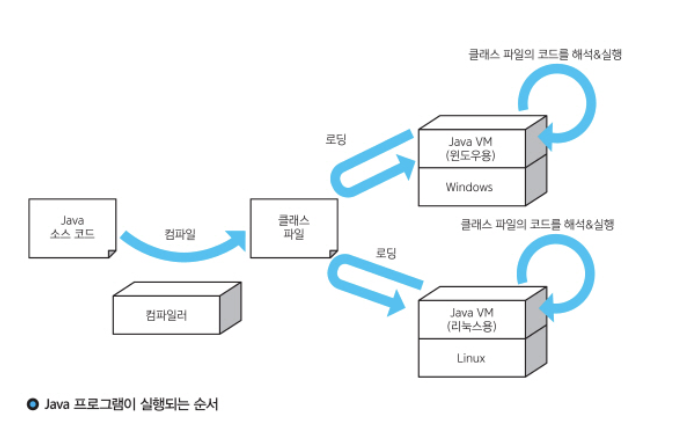 클래스 파일의 코드를 해석&실행
로딩
Java VM
(윈도우용)
Windows
Java
소스 코드
컴파일
클래스
파일
클래스 파일의 코드를 해석&실행
로딩
컴파일러
Java VM
(리눅스용)
Linux
Java 프로그램이 실행되는 순서